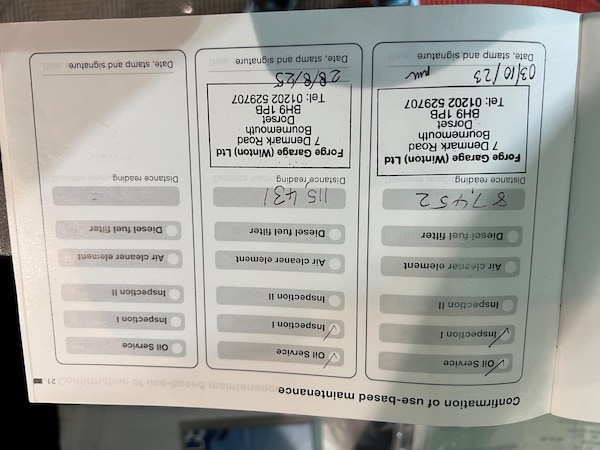 Confirmation of use-based maintenance
21
Oil Service
Inspection I
Inspection II
Air cleaner element
Diesel fuel filter
Distance reading
87,452
Forge Garage (Winton) Ltd
7 Denmark Road
Bournemouth
Dorset
BH9 1PB
Tel: 01202 529707
03/10/23
Date, stamp and signature
Oil Service
Inspection I
Inspection II
Air cleaner element
Diesel fuel filter
Distance reading
115,431
Forge Garage (Winton) Ltd
7 Denmark Road
Bournemouth
Dorset
BH9 1PB
Tel: 01202 529707
28/8/25
Date, stamp and signature
Oil Service
Inspection I
Inspection II
Air cleaner element
Diesel fuel filter
Distance reading
Date, stamp and signature